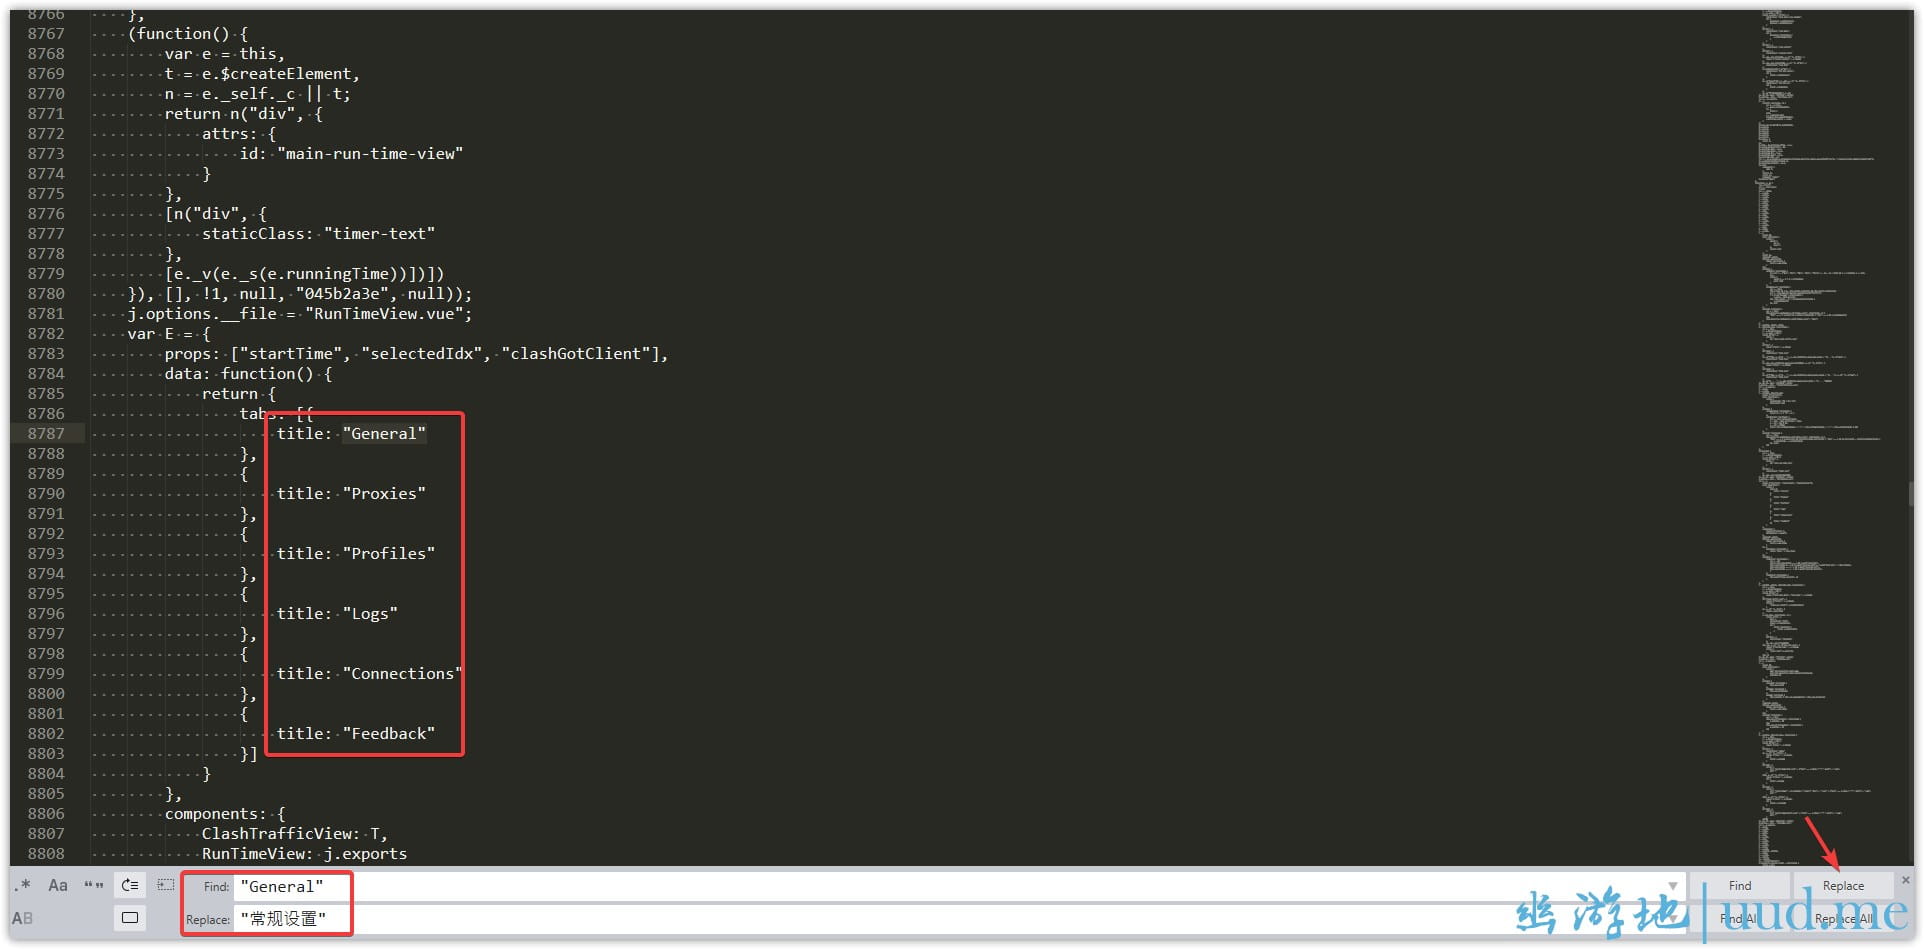 8766 },
8767 (function() {
8768 var e = this,
8769 t = e.$createElement,
8770 n = e._self._c || t;
8771 return n("div", {
8772 attrs: {
8773 id: "main-run-time-view"
8774 }
8775 },
8776 [n("div", {
8777 staticClass: "timer-text"
8778 },
8779 [e._v(e._s(e.runningTime))])])
8780 }), [], !1, null, "045b2a3e", null));
8781 j.options.__file = "RunTimeView.vue";
8782 var E = {
8783 props: ["startTime", "selectedIdx", "clashGotClient"],
8784 data: function() {
8785 return {
8786 tabs: [{
8787 title: "General"
8788 },
8789 {
8790 title: "Proxies"
8791 },
8792 {
8793 title: "Profiles"
8794 },
8795 {
8796 title: "Logs"
8797 },
8798 {
8799 title: "Connections"
8800 },
8801 {
8802 title: "Feedback"
8803 }]
8804 }
8805 },
8806 components: {
8807 ClashTrafficView: T,
8808 RunTimeView: j.exports
.* Aa “” Find: "General" Find Replace ×
AB Replace: "常规设置" Find All Replace All
幽游地 | uud.me